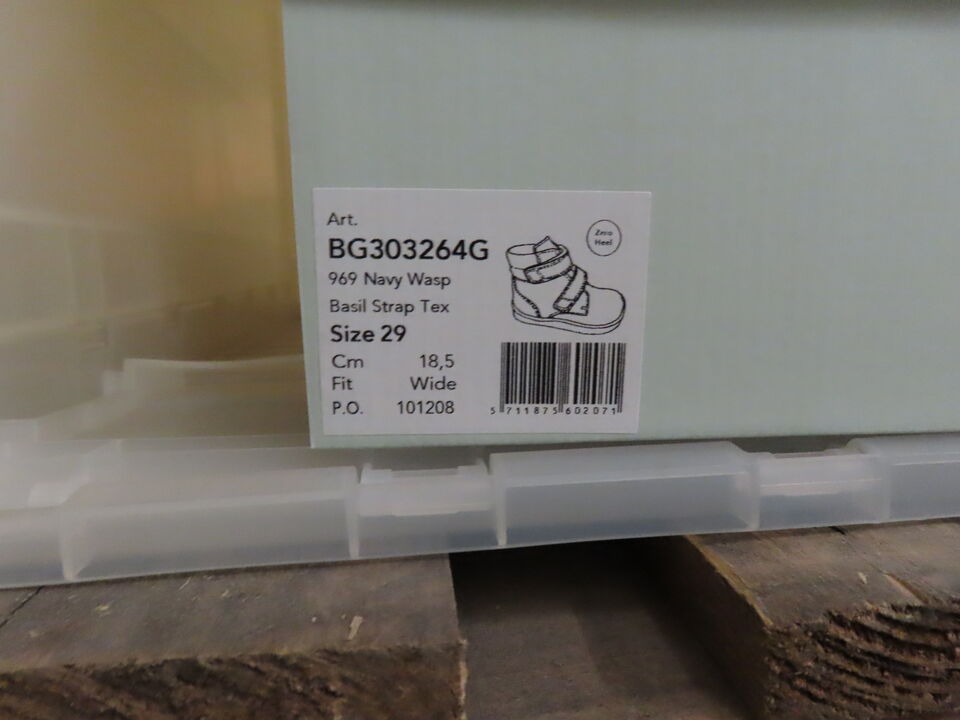 Art.
BG303264G
Zero
Heel
969 Navy Wasp
Basil Strap Tex
Size 29
Cm 18,5
Fit Wide
P.O. 101208
5 711875 602071